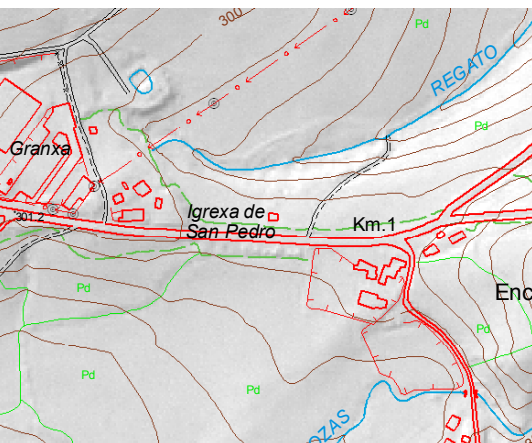 300
Pd
REGATO
Pd
Granxa
301.2
Igrexa de
San Pedro
Km.1
Pd
Enc
Pd
Pd
Pd
OZAS